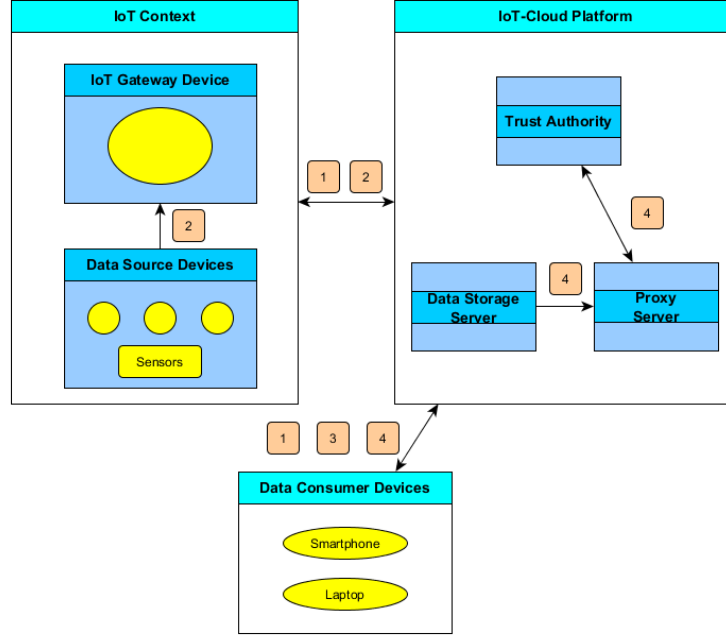 IoT Context
IoT-Cloud Platform
IoT Gateway Device
Trust Authority
1
2
2
4
Data Source Devices
Sensors
Data Storage
Server
4
Proxy
Server
1
3
4
Data Consumer Devices
Smartphone
Laptop